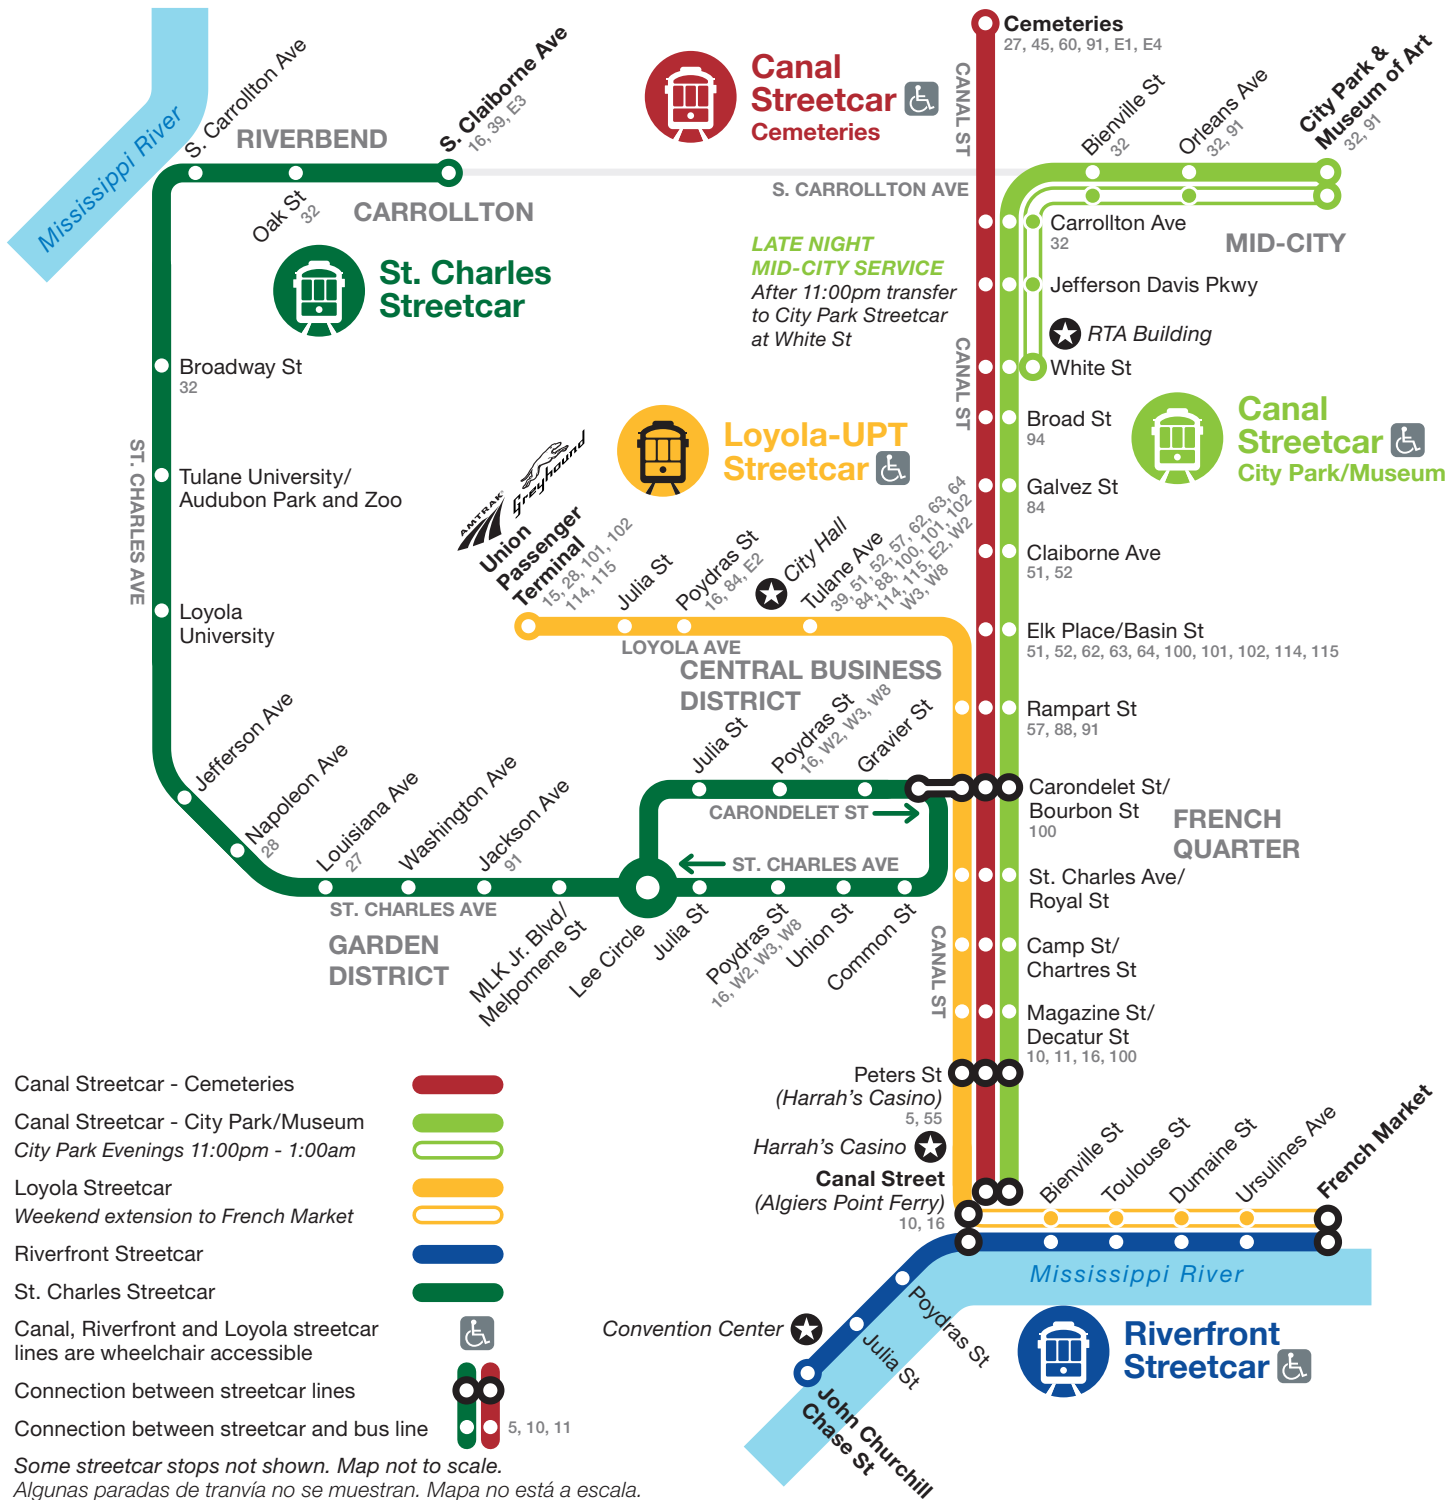 Cemeteries
27, 45, 60, 91, E1, E4
Canal
Streetcar
Cemeteries
CANAL ST
City Park &
Museum of Art
32, 91
Orleans Ave
32, 91
Bienville St
32
S. Carrollton Ave
RIVERBEND
S. Claiborne Ave
16, 39, E3
Mississippi River
Oak St
32
CARROLLTON
S. CARROLLTON AVE
St. Charles
Streetcar
LATE NIGHT
MID-CITY SERVICE
After 11:00pm transfer
to City Park Streetcar
at White St
Carrollton Ave
32
MID-CITY
Jefferson Davis Pkwy
RTA Building
White St
CANAL ST
Broadway St
32
Broad St
94
Canal
Streetcar
City Park/Museum
Loyola-UPT
Streetcar
ST. CHARLES AVE
Tulane University/
Audubon Park and Zoo
AMTRAK
Greyhound
Union
Passenger
Terminal
15, 28, 101, 102
114, 115
Julia St
Poydras St
16, 84, E2
City Hall
Tulane Ave
39, 51, 52, 57, 62, 63, 64
84, 88, 100, 101, 102
114, 115, E2, W2
W3, W8
Galvez St
84
Claiborne Ave
51, 52
Loyola
University
LOYOLA AVE
Elk Place/Basin St
51, 52, 62, 63, 64, 100, 101, 102, 114, 115
CENTRAL BUSINESS
DISTRICT
Rampart St
57, 88, 91
Jefferson Ave
Napoleon Ave
28
Louisiana Ave
27
Washington Ave
Jackson Ave
91
Julia St
Poydras St
16, W2, W3, W8
Gravier St
CARONDELET ST
Carondelet St/
Bourbon St
100
FRENCH
QUARTER
ST. CHARLES AVE
St. Charles Ave/
Royal St
ST. CHARLES AVE
GARDEN
DISTRICT
MLK Jr. Blvd/
Melpomene St
Lee Circle
Julia St
Poydras St
16, W2, W3, W8
Union St
Common St
CANAL ST
Camp St/
Chartres St
Magazine St/
Decatur St
10, 11, 16, 100
Peters St
(Harrah's Casino)
5, 55
Harrah's Casino
Canal Street
(Algiers Point Ferry)
10, 16
Bienville St
Toulouse St
Dumaine St
Ursulines Ave
French Market
Mississippi River
Poydras St
Julia St
Convention Center
John Churchill
Chase St
Riverfront
Streetcar
Canal Streetcar - Cemeteries
Canal Streetcar - City Park/Museum
City Park Evenings 11:00pm - 1:00am
Loyola Streetcar
Weekend extension to French Market
Riverfront Streetcar
St. Charles Streetcar
Canal, Riverfront and Loyola streetcar
lines are wheelchair accessible
Connection between streetcar lines
Connection between streetcar and bus line
5, 10, 11
Some streetcar stops not shown. Map not to scale.
Algunas paradas de tranvía no se muestran. Mapa no está a escala.